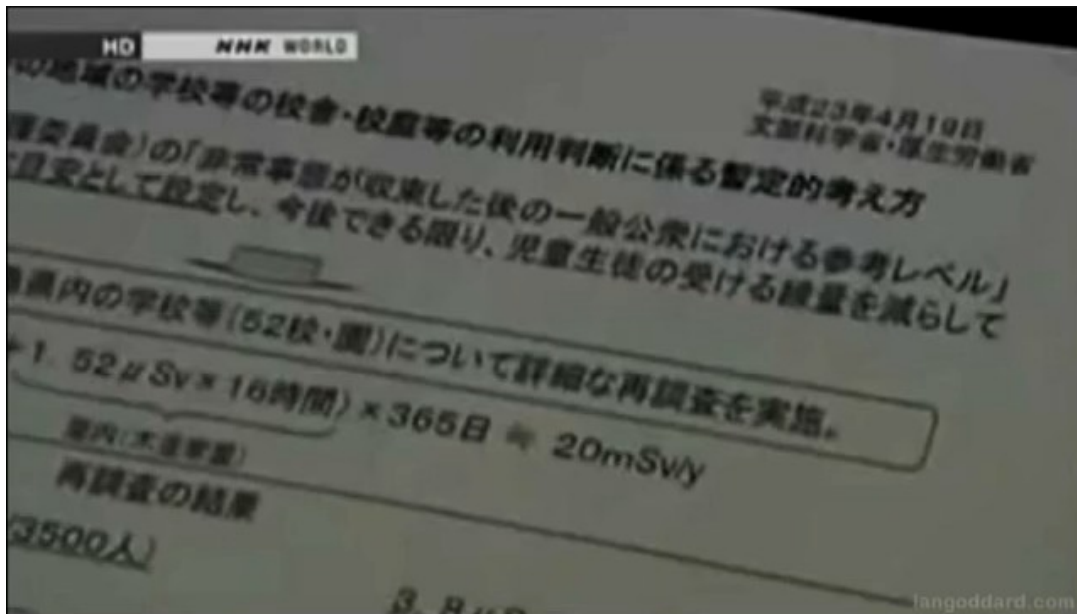 HD NHK WORLD
平成23年4月19日
文部科学省・厚生労働省
の地域の学校等の校舎・校庭等の利用判断に係る暫定的考え方
委員会)の「非常事態が収束した後の一般公衆における参考レベル」
目安として設定し、今後できる限り、児童生徒の受ける線量を減らして
県内の学校等(52校・園)について詳細な再調査を実施。
+1. 52μSv×16時間)×365日 ≒ 20mSv/y
屋内(木造家屋)
再調査の結果
(3500人)
3. 8μS
iangoddard.com